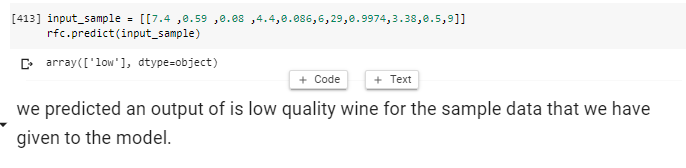 [413] input_sample = [[7.4 ,0.59 ,0.08 ,4.4,0.086,6,29,0.9974,3.38,0.5,9]]
rfc.predict(input_sample)
array(['low'], dtype=object)
+ Code + Text
we predicted an output of is low quality wine for the sample data that we have
given to the model.